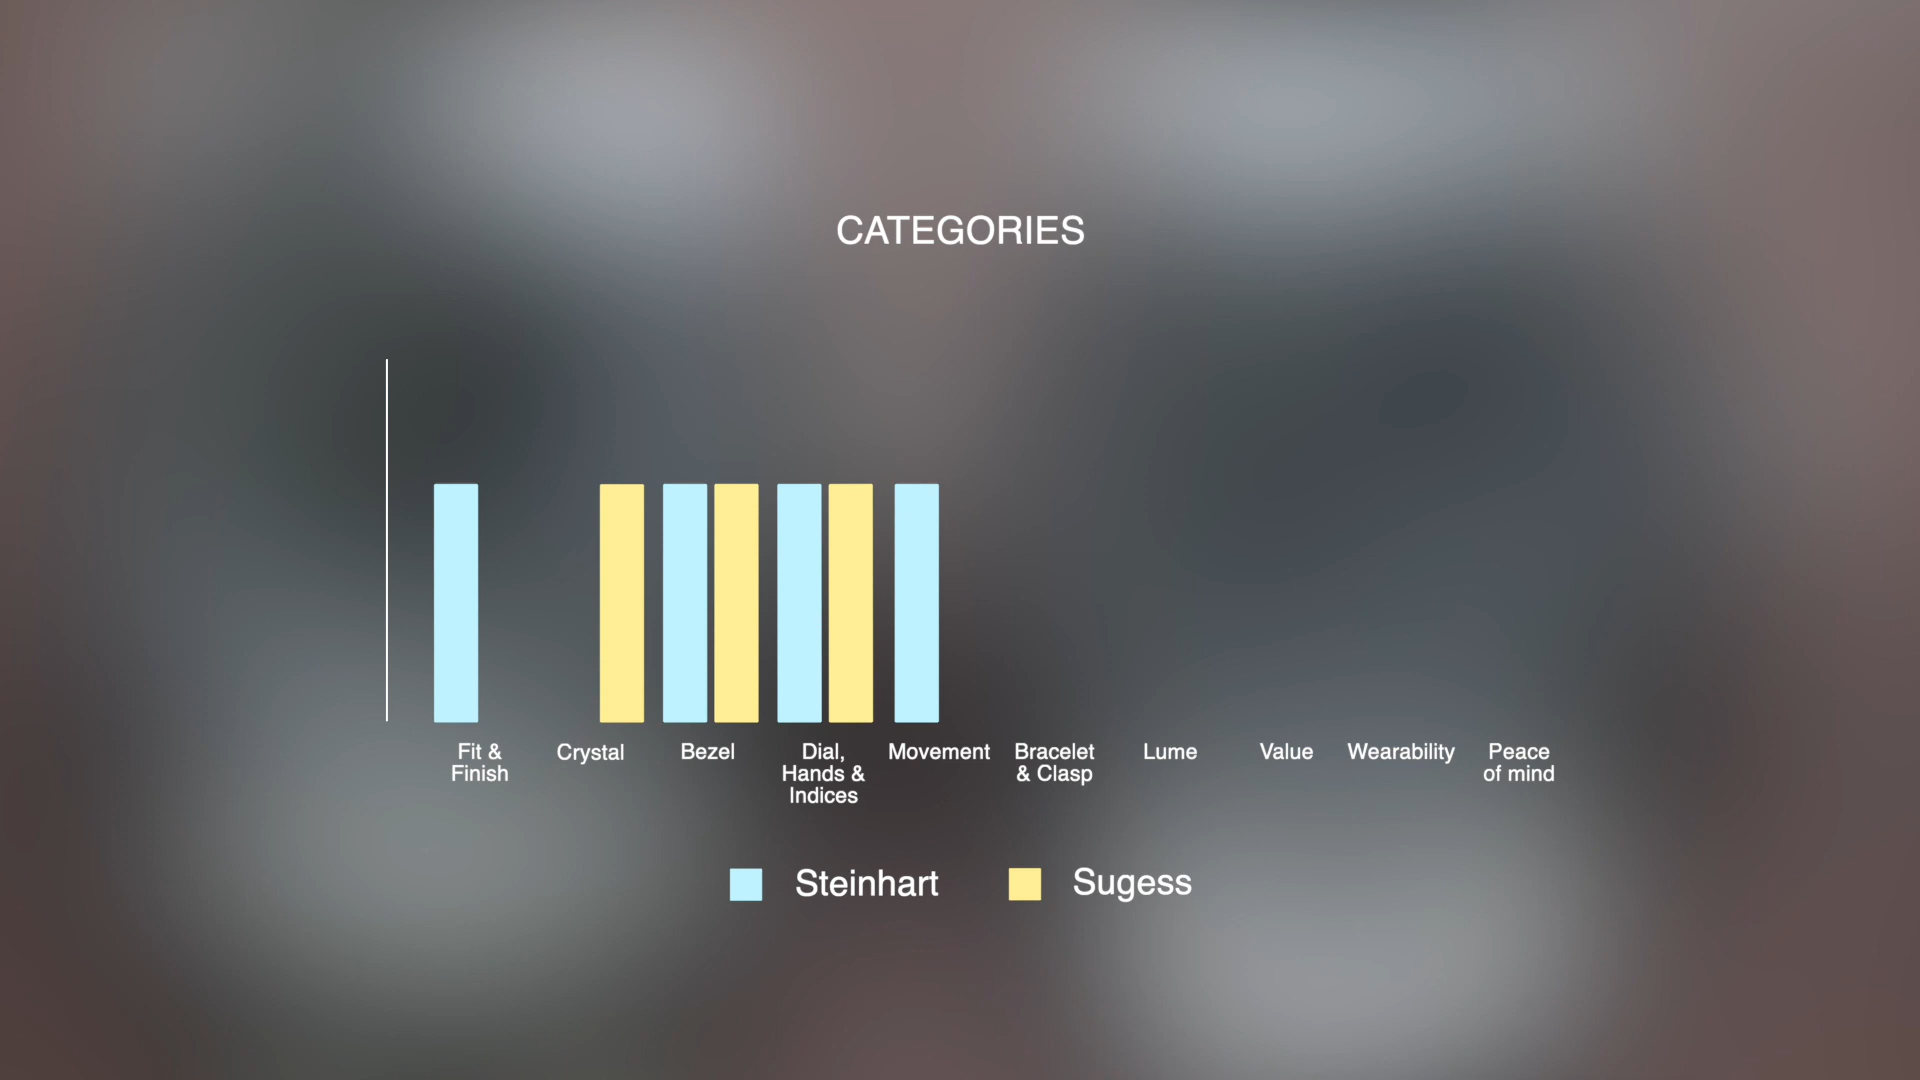 CATEGORIES
Fit &
Finish
Crystal
Bezel
Dial,
Hands &
Indices
Movement
Bracelet
& Clasp
Lume
Value
Wearability
Peace
of mind
Steinhart
Sugess